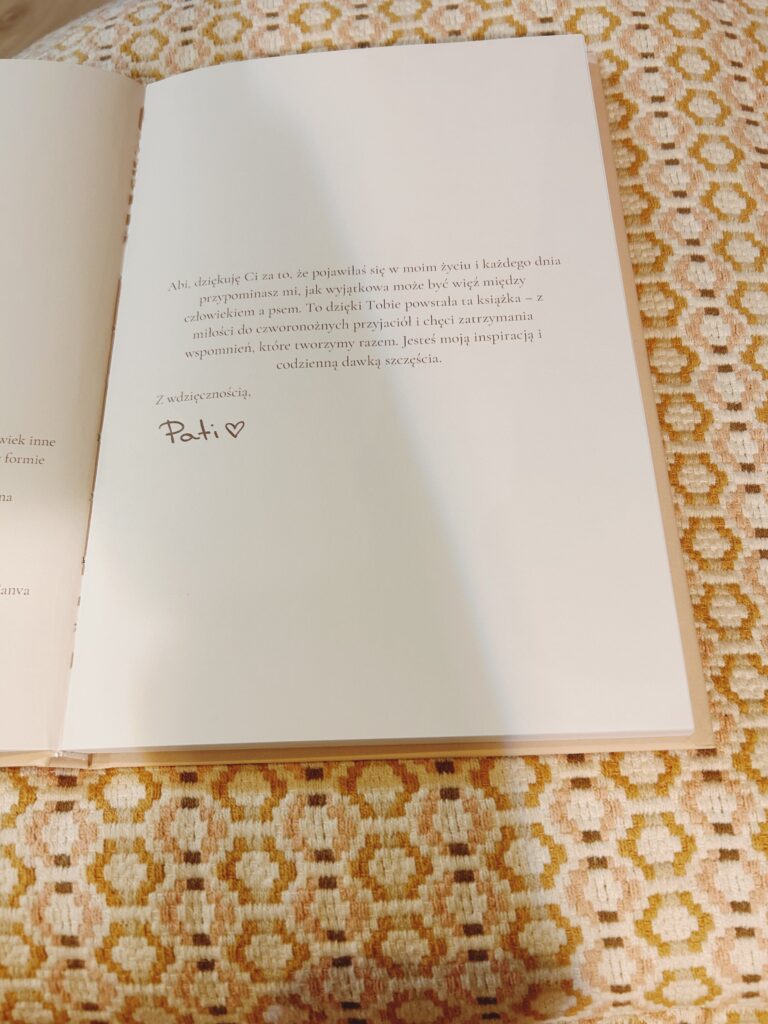 wiek inne
formie
na
anva
Abi, dziękuję Ci za to, że pojawiłaś się w moim życiu i każdego dnia
przypominasz mi, jak wyjątkowa może być więź między
człowiekiem a psem. To dzięki Tobie powstała ta książka – z
miłości do czworonożnych przyjaciół i chęci zatrzymania
wspomnień, które tworzymy razem. Jesteś moją inspiracją i
codzienną dawką szczęścia.
Z wdzięcznością,
Pati ♡